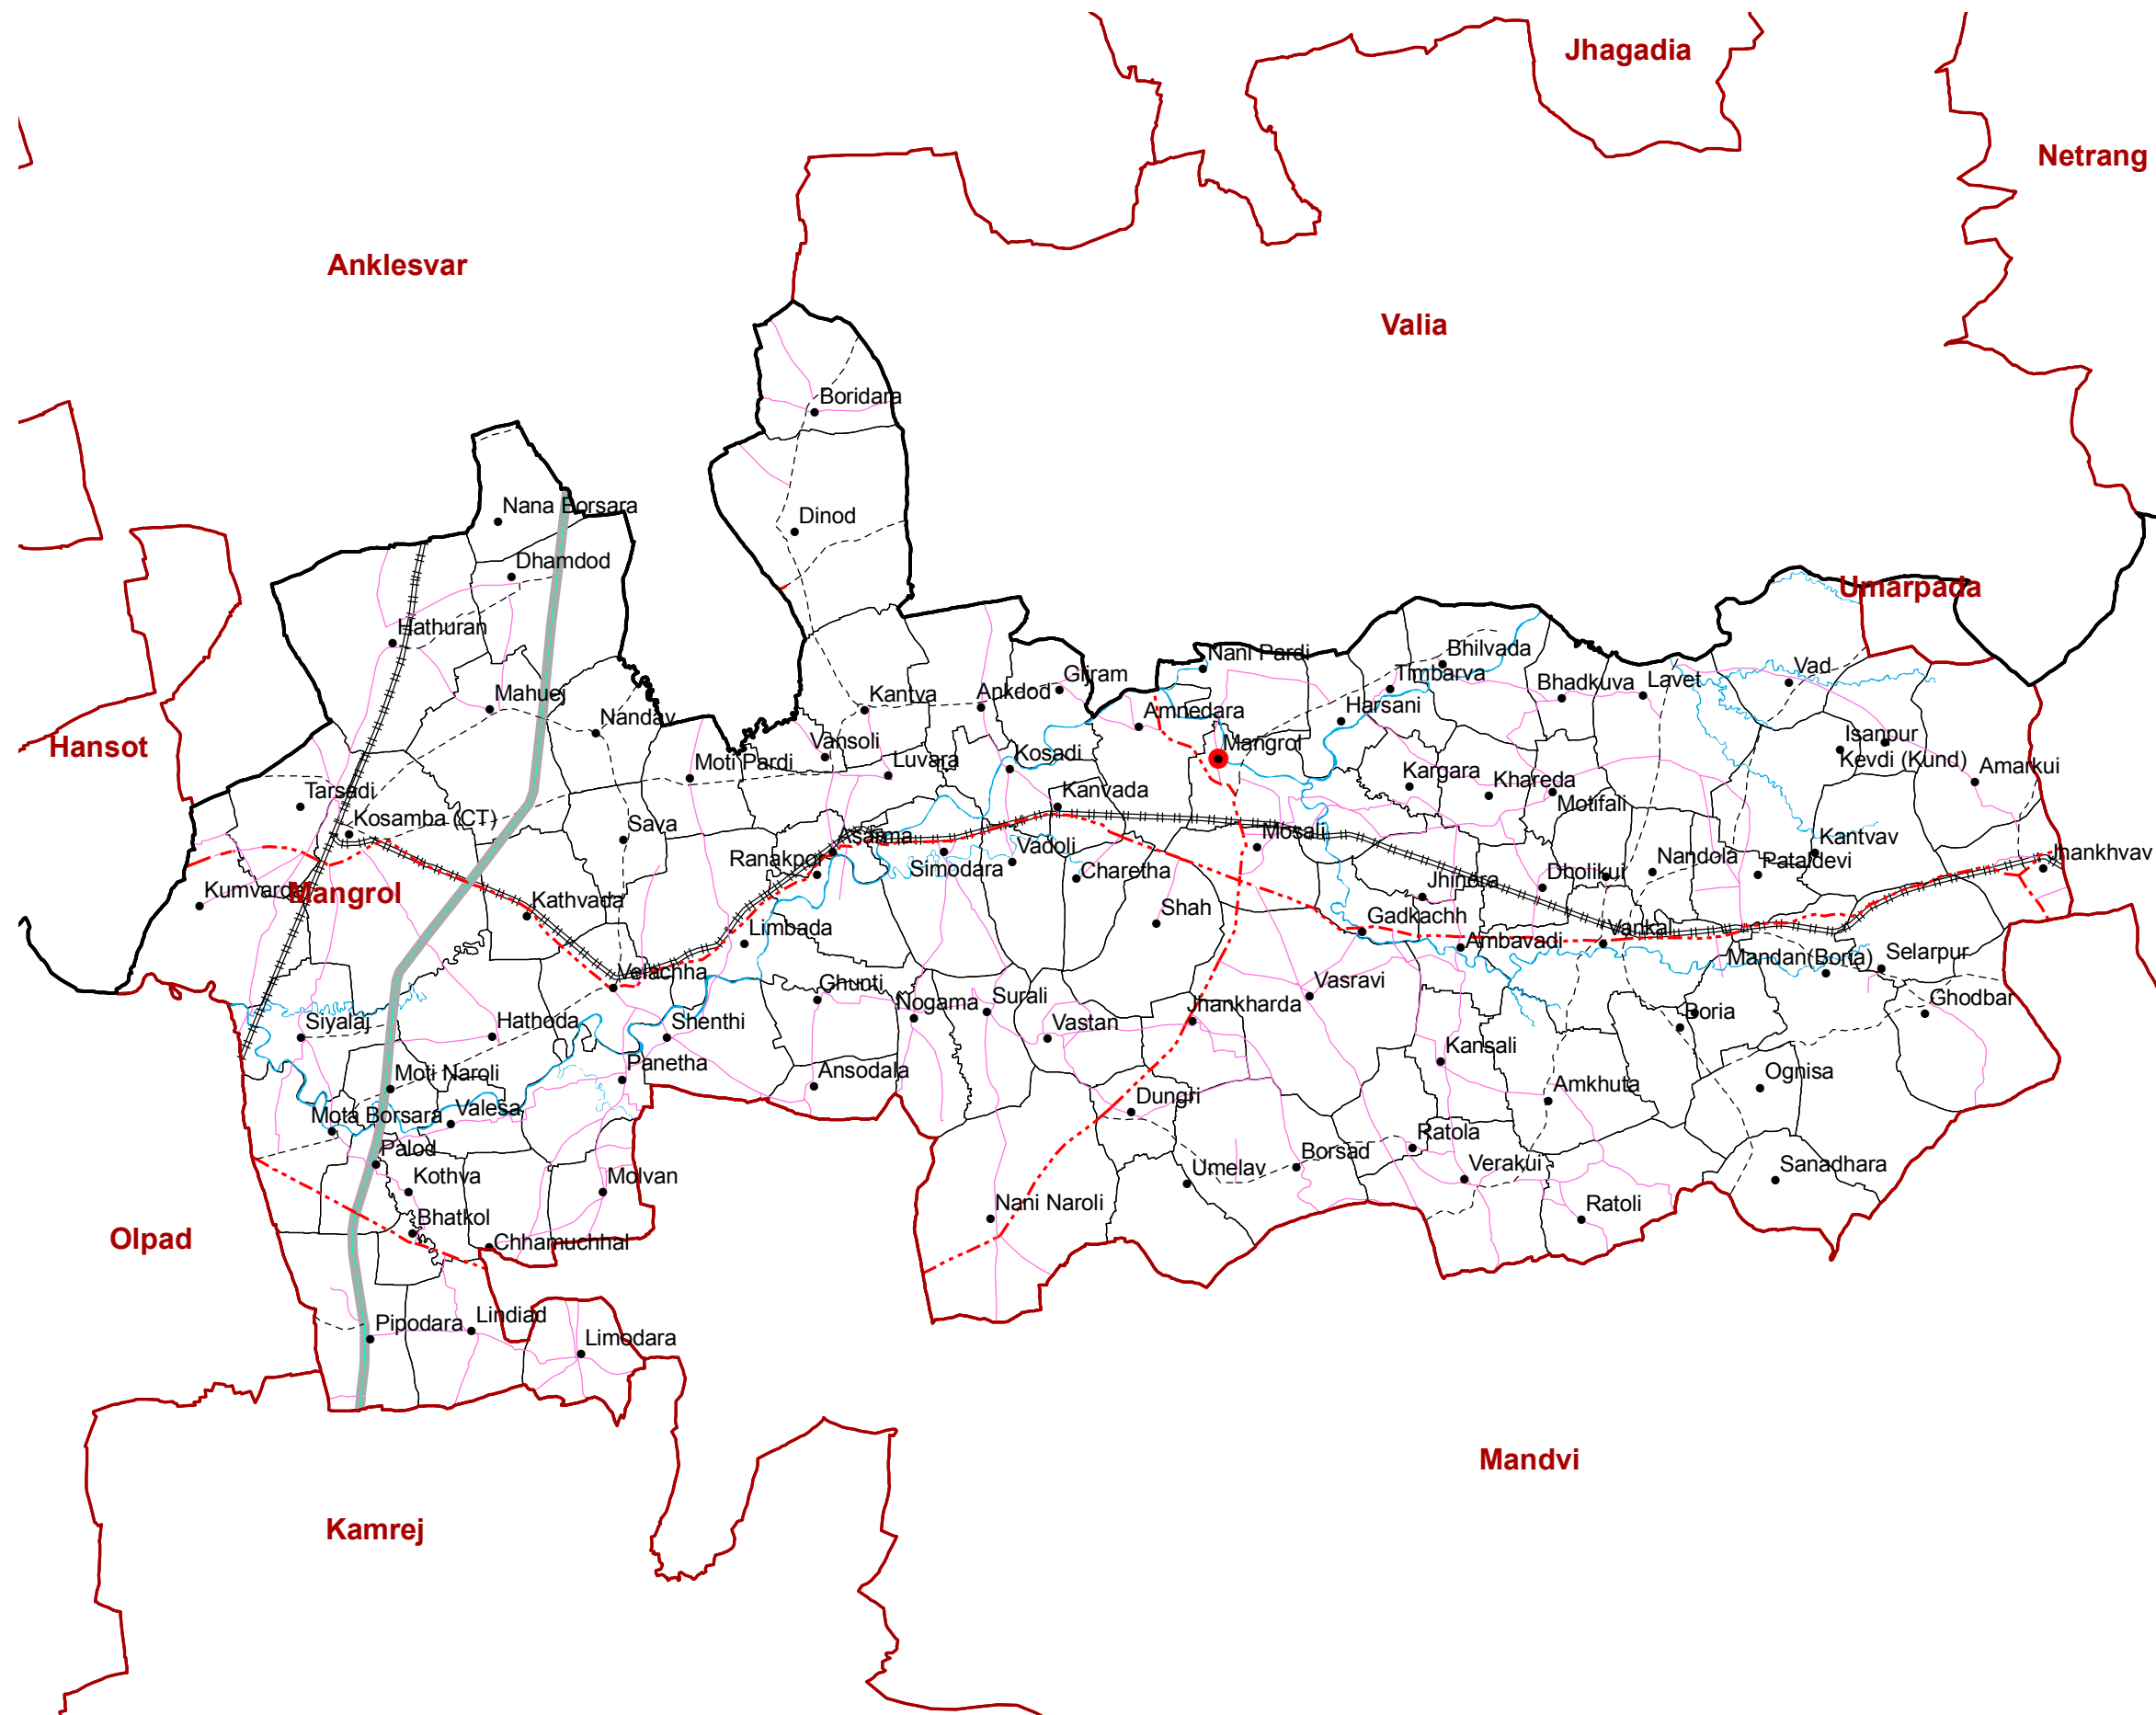 Jhagadia
Netrang
Anklesvar
Valia
Boridara
Nana Borsara
Dinod
Dhamdod
Umarpada
Hathuran
Nani Pardi
Bhilvada
Gijram
Timbarva
Vad
Mahuej
Kantva
Ankdod
Bhadkuva
Lavet
Nandav
Amnedara
Harsani
Hansot
Vansoli
Mangrol
Isanpur
Moti Pardi
Luvara
Kosadi
Kevdi (Kund)
Amarkui
Kargara
Khareda
Tarsadi
Kanvada
Motifali
Kosamba (CT)
Sava
Asarma
Mosali
Kantvav
Ranakpor
Vadoli
Nandola
Pataldevi
Jhankhvav
Simodara
Charetha
Dholikui
Kumvarda
Mangrol
Jhinora
Kathvada
Shah
Gadkachh
Limbada
Vankal
Ambavadi
Selarpur
Mandan(Boria)
Velachha
Ghunti
Vasravi
Nogama
Surali
Jhankharda
Ghodbar
Siyalaj
Hathoda
Shenthi
Vastan
Boria
Kansali
Moti Naroli
Panetha
Ansodala
Ognisa
Amkhuta
Mota Borsara
Valesa
Dungri
Palod
Ratola
Borsad
Kothva
Molvan
Umelav
Verakui
Sanadhara
Nani Naroli
Ratoli
Bhatkol
Olpad
Chhamuchhal
Pipodara
Lindiad
Limodara
Mandvi
Kamrej